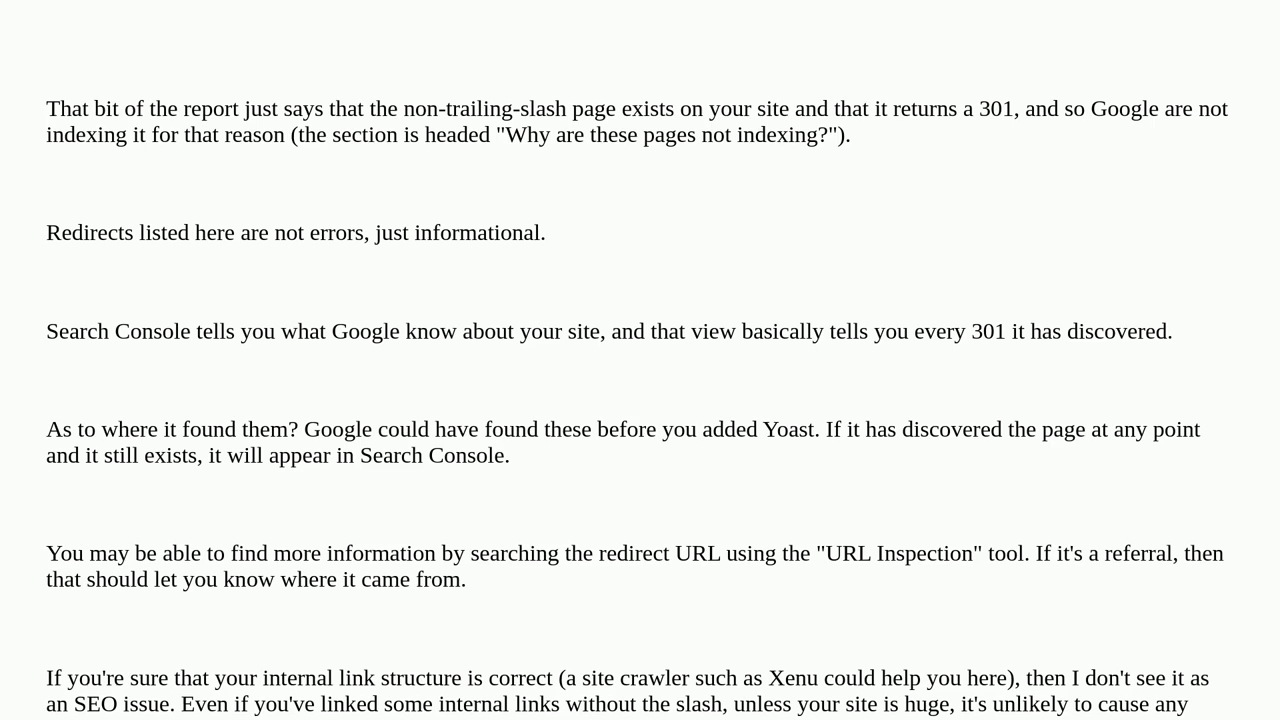 That bit of the report just says that the non-trailing-slash page exists on your site and that it returns a 301, and so Google are not
indexing it for that reason (the section is headed "Why are these pages not indexing?").
Redirects listed here are not errors, just informational.
Search Console tells you what Google know about your site, and that view basically tells you every 301 it has discovered.
As to where it found them? Google could have found these before you added Yoast. If it has discovered the page at any point
and it still exists, it will appear in Search Console.
You may be able to find more information by searching the redirect URL using the "URL Inspection" tool. If it's a referral, then
that should let you know where it came from.
If you're sure that your internal link structure is correct (a site crawler such as Xenu could help you here), then I don't see it as
an SEO issue. Even if you've linked some internal links without the slash, unless your site is huge, it's unlikely to cause any